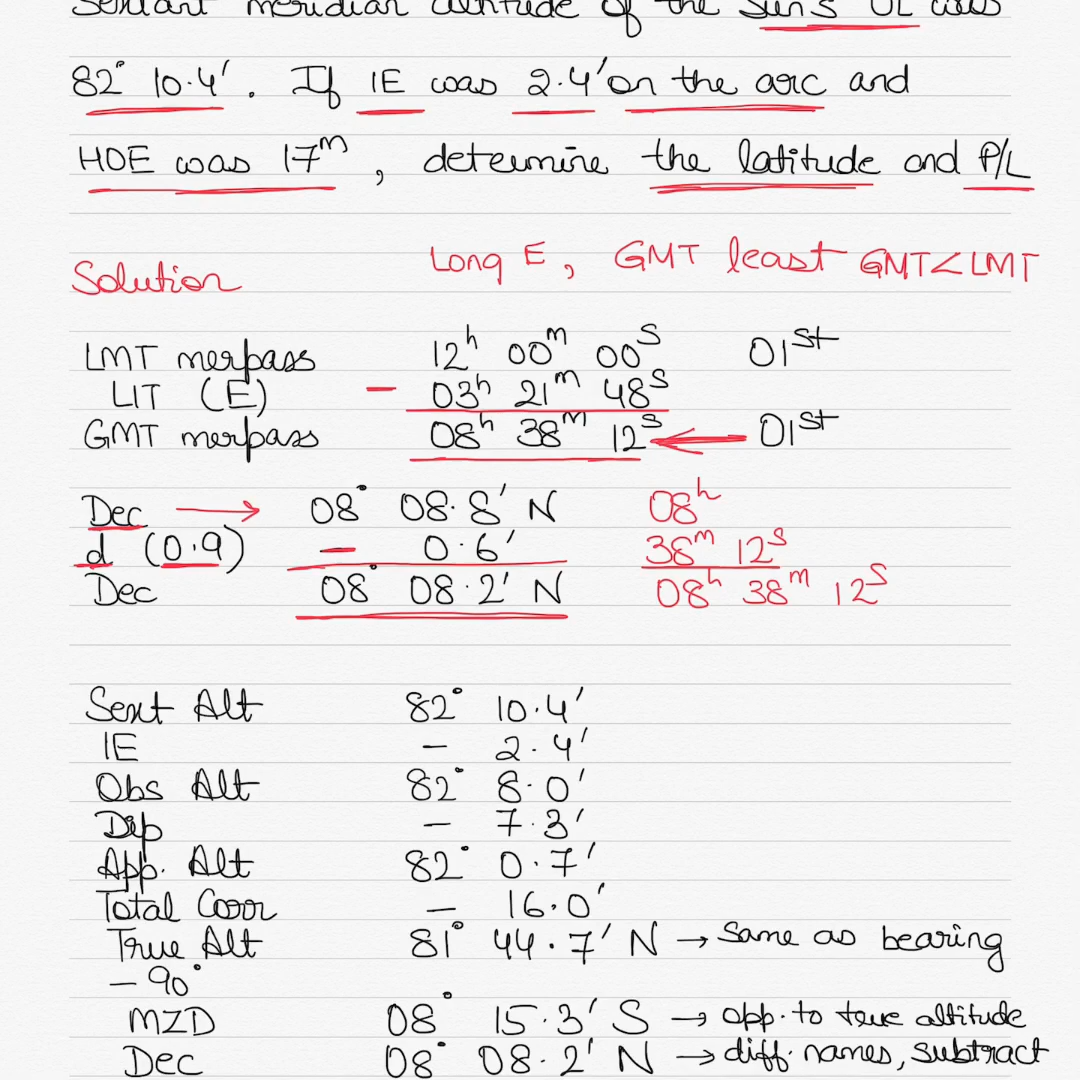 Sextant meridian altitude of the Sun's UL was
82° 10.4'. If IE was 2.4' on the arc and
HOE was 17ᵐ, determine the latitude and P/L
Solution Long E, GMT least GMT<LMT
LMT merpass 12ʰ 00ᵐ 00ˢ 01ˢᵗ
LIT (E) - 03ʰ 21ᵐ 48ˢ
GMT merpass 08ʰ 38ᵐ 12ˢ ← 01ˢᵗ
Dec → 08° 08.8' N 08ʰ
d (0.9) - 0.6' 38ᵐ 12ˢ
Dec 08° 08.2' N 08ʰ 38ᵐ 12ˢ
Sext Alt 82° 10.4'
IE - 2.4'
Obs Alt 82° 8.0'
Dip - 7.3'
App. Alt 82° 0.7'
Total Corr - 16.0'
True Alt 81° 44.7' N → Same as bearing
- 90°
MZD 08° 15.3' S → opp. to true altitude
Dec 08° 08.2' N → diff. names, subtract